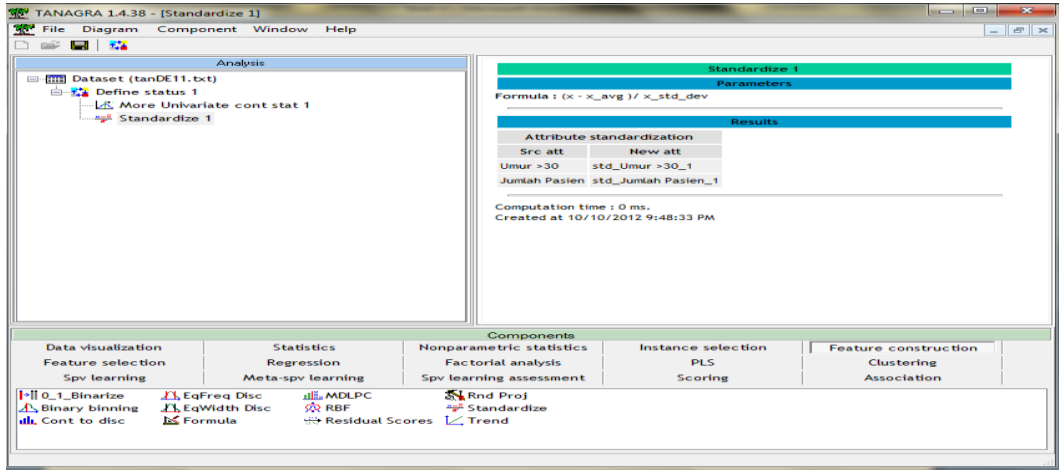 TANAGRA 1.4.38 - [Standardize 1]
File Diagram Component Window Help
Analysis
Dataset (tanDE11.txt)
Define status 1
More Univariate cont stat 1
Standardize 1
Standardize 1
Parameters
Formula : (x - x_avg )/ x_std_dev
Results
Attribute standardization
Src att New att
Umur >30 std_Umur >30_1
Jumlah Pasien std_Jumlah Pasien_1
Computation time : 0 ms.
Created at 10/10/2012 9:48:33 PM
Components
Data visualization Statistics Nonparametric statistics Instance selection Feature construction
Feature selection Regression Factorial analysis PLS Clustering
Spv learning Meta-spv learning Spv learning assessment Scoring Association
0_1_Binarize EqFreq Disc MDLPC Rnd Proj
Binary binning EqWidth Disc RBF Standardize
Cont to disc Formula Residual Scores Trend